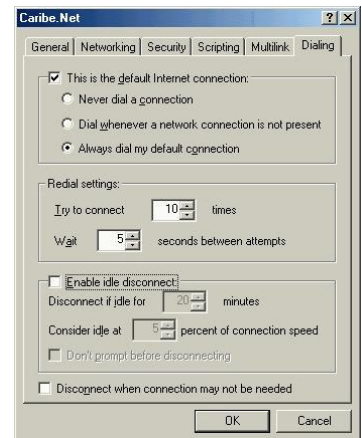 Caribe.Net
General Networking Security Scripting Multilink Dialing
This is the default Internet connection:
Never dial a connection
Dial whenever a network connection is not present
Always dial my default connection
Redial settings:
Try to connect 10 times
Wait 5 seconds between attempts
Enable idle disconnect:
Disconnect if idle for 20 minutes
Consider idle at 5 percent of connection speed
Don't prompt before disconnecting
Disconnect when connection may not be needed
OK Cancel